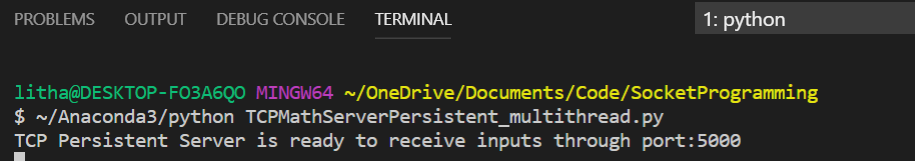 PROBLEMS OUTPUT DEBUG CONSOLE TERMINAL 1: python
litha@DESKTOP-FO3A6QO MINGW64 ~/OneDrive/Documents/Code/SocketProgramming
$ ~/Anaconda3/python TCPMathServerPersistent_multithread.py
TCP Persistent Server is ready to receive inputs through port:5000